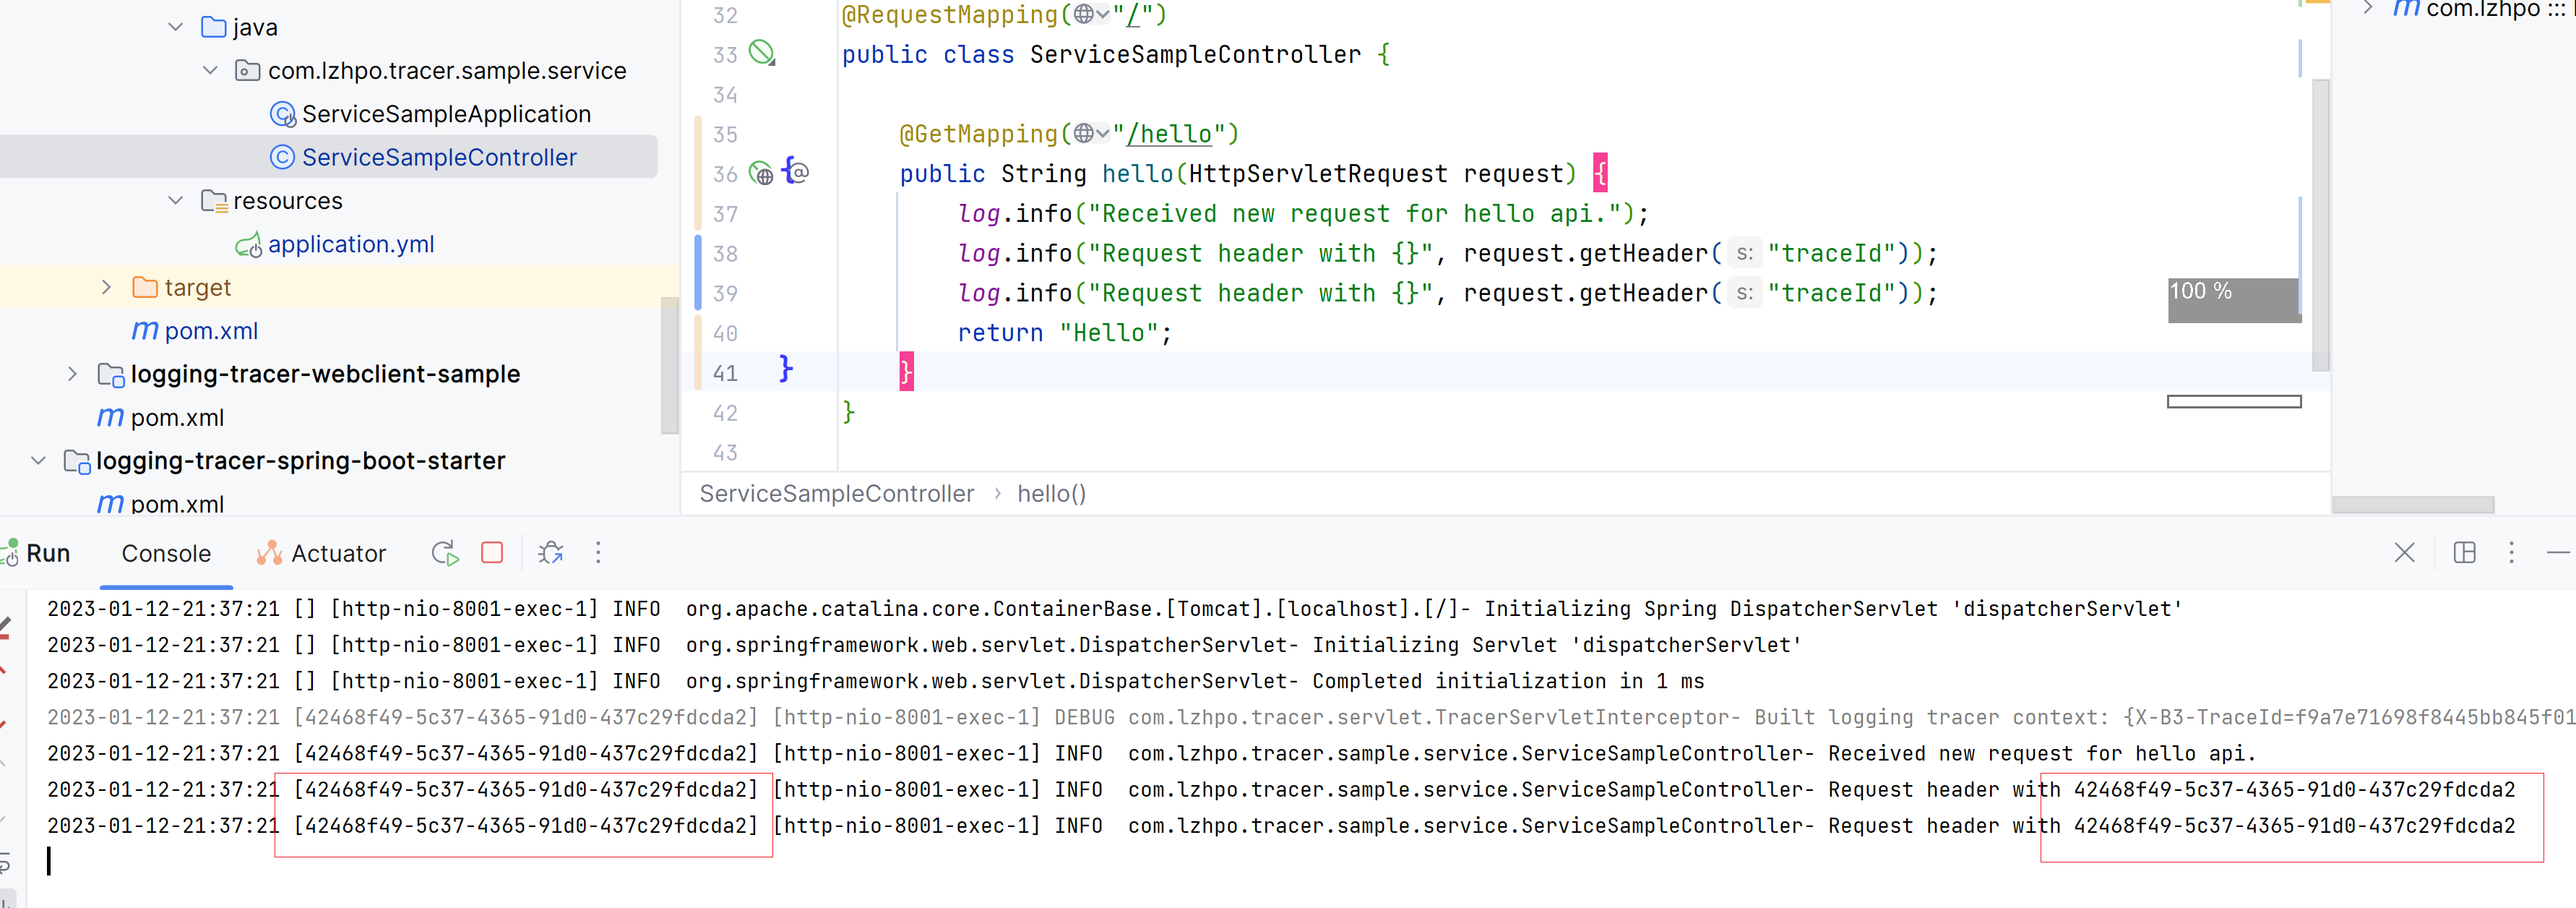 java
com.lzhpo.tracer.sample.service
ServiceSampleApplication
ServiceSampleController
resources
application.yml
target
pom.xml
logging-tracer-webclient-sample
pom.xml
logging-tracer-spring-boot-starter
pom.xml
32 @RequestMapping("/")
33 public class ServiceSampleController {
34
35 @GetMapping("/hello")
36 public String hello(HttpServletRequest request) {
37 log.info("Received new request for hello api.");
38 log.info("Request header with {}", request.getHeader( s: "traceId"));
39 log.info("Request header with {}", request.getHeader( s: "traceId"));
40 return "Hello";
41 }
42 }
43
100 %
com.lzhpo :::
ServiceSampleController › hello()
Run Console Actuator
2023-01-12-21:37:21 [] [http-nio-8001-exec-1] INFO  org.apache.catalina.core.ContainerBase.[Tomcat].[localhost].[/]- Initializing Spring DispatcherServlet 'dispatcherServlet'
2023-01-12-21:37:21 [] [http-nio-8001-exec-1] INFO  org.springframework.web.servlet.DispatcherServlet- Initializing Servlet 'dispatcherServlet'
2023-01-12-21:37:21 [] [http-nio-8001-exec-1] INFO  org.springframework.web.servlet.DispatcherServlet- Completed initialization in 1 ms
2023-01-12-21:37:21 [42468f49-5c37-4365-91d0-437c29fdcda2] [http-nio-8001-exec-1] DEBUG com.lzhpo.tracer.servlet.TracerServletInterceptor- Built logging tracer context: {X-B3-TraceId=f9a7e71698f8445bb845f01
2023-01-12-21:37:21 [42468f49-5c37-4365-91d0-437c29fdcda2] [http-nio-8001-exec-1] INFO  com.lzhpo.tracer.sample.service.ServiceSampleController- Received new request for hello api.
2023-01-12-21:37:21 [42468f49-5c37-4365-91d0-437c29fdcda2] [http-nio-8001-exec-1] INFO  com.lzhpo.tracer.sample.service.ServiceSampleController- Request header with 42468f49-5c37-4365-91d0-437c29fdcda2
2023-01-12-21:37:21 [42468f49-5c37-4365-91d0-437c29fdcda2] [http-nio-8001-exec-1] INFO  com.lzhpo.tracer.sample.service.ServiceSampleController- Request header with 42468f49-5c37-4365-91d0-437c29fdcda2